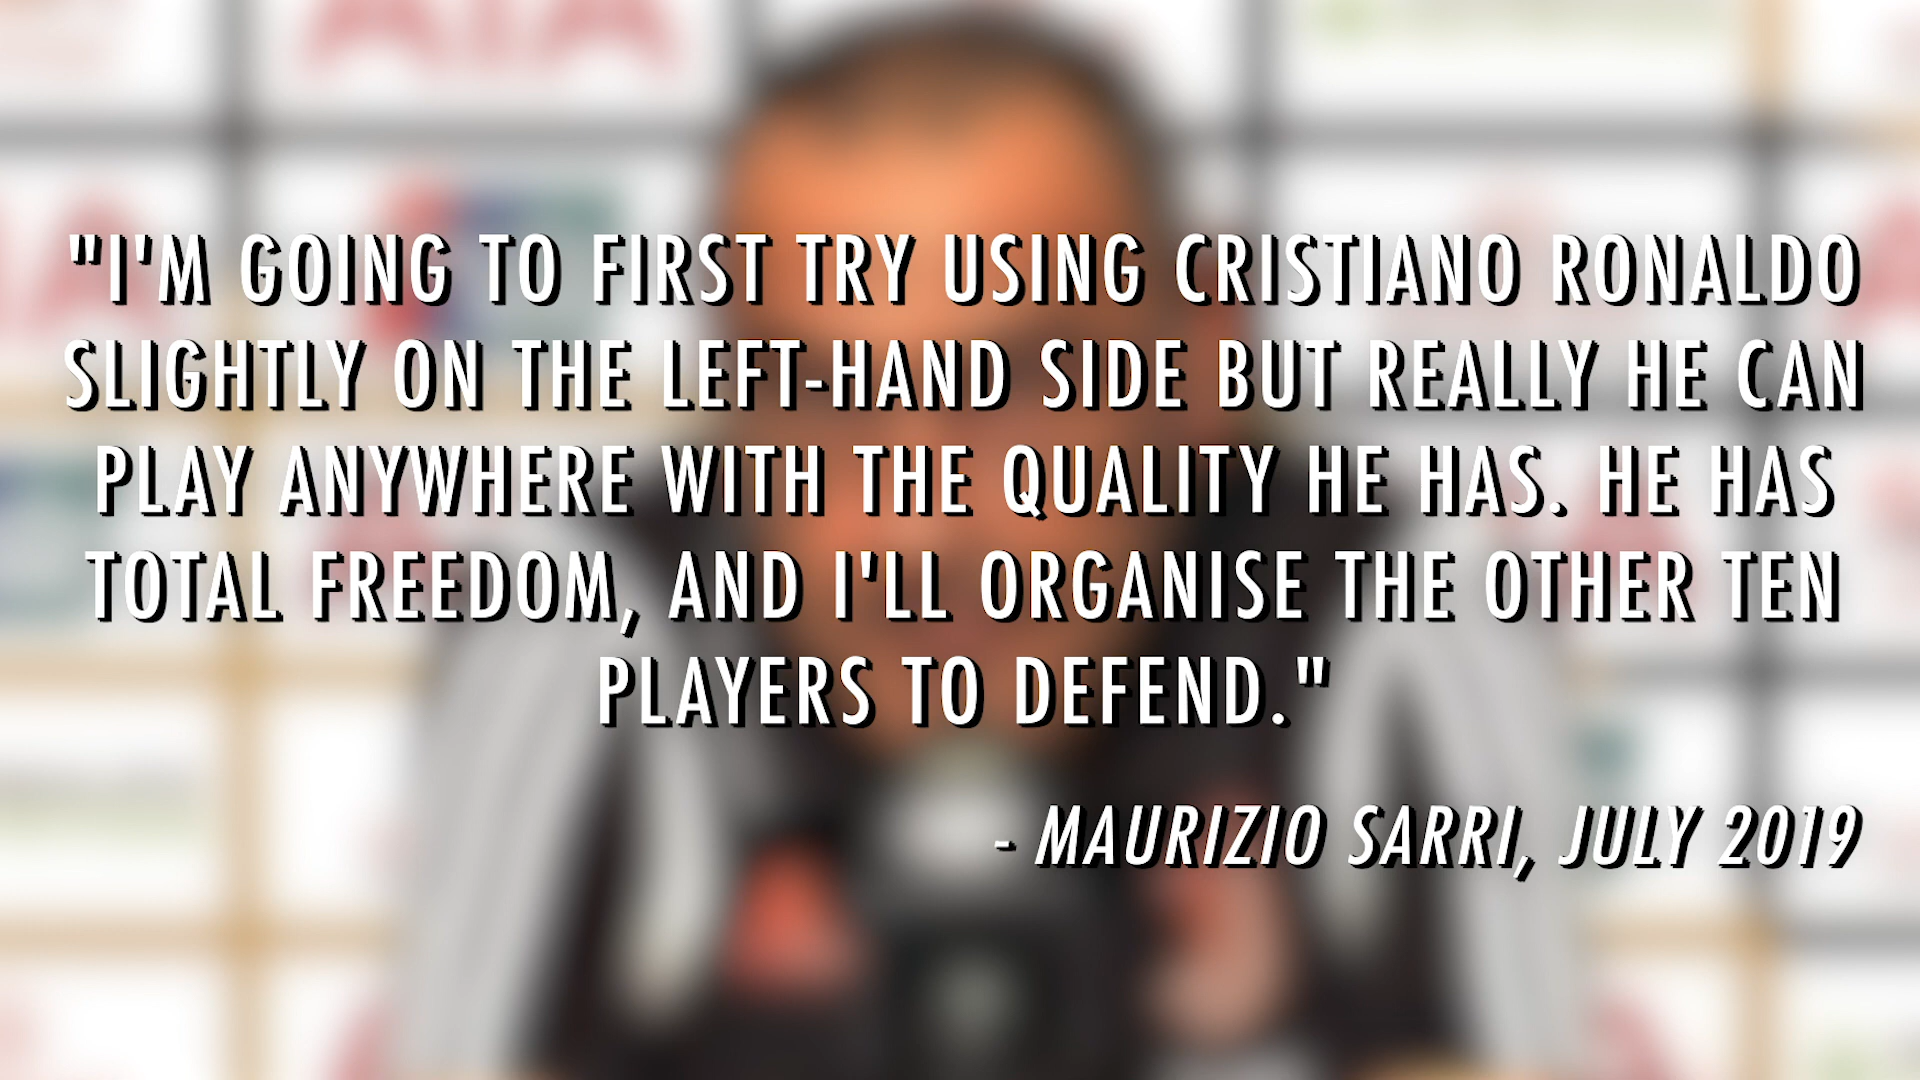 "I'M GOING TO FIRST TRY USING CRISTIANO RONALDO
SLIGHTLY ON THE LEFT-HAND SIDE BUT REALLY HE CAN
PLAY ANYWHERE WITH THE QUALITY HE HAS. HE HAS
TOTAL FREEDOM, AND I'LL ORGANISE THE OTHER TEN
PLAYERS TO DEFEND."
- MAURIZIO SARRI, JULY 2019